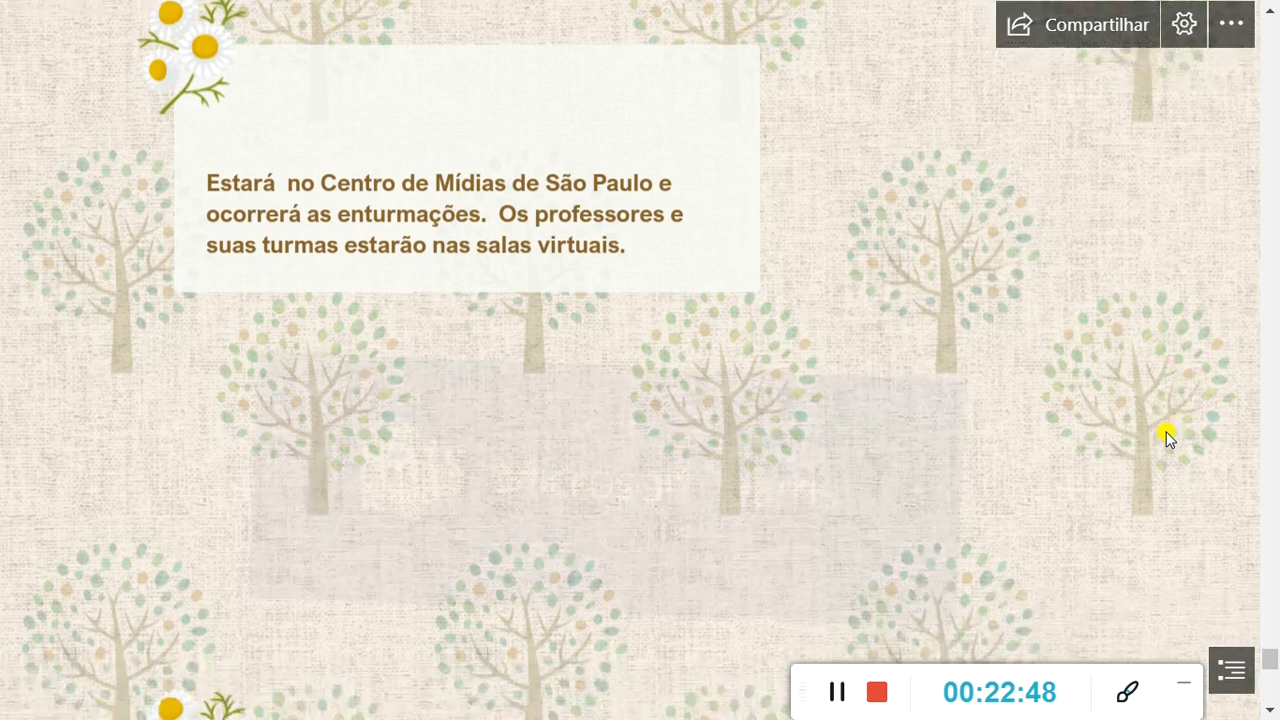 Compartilhar
Estará  no Centro de Mídias de São Paulo e
ocorrerá as enturmações.  Os professores e
suas turmas estarão nas salas virtuais.
00:22:48